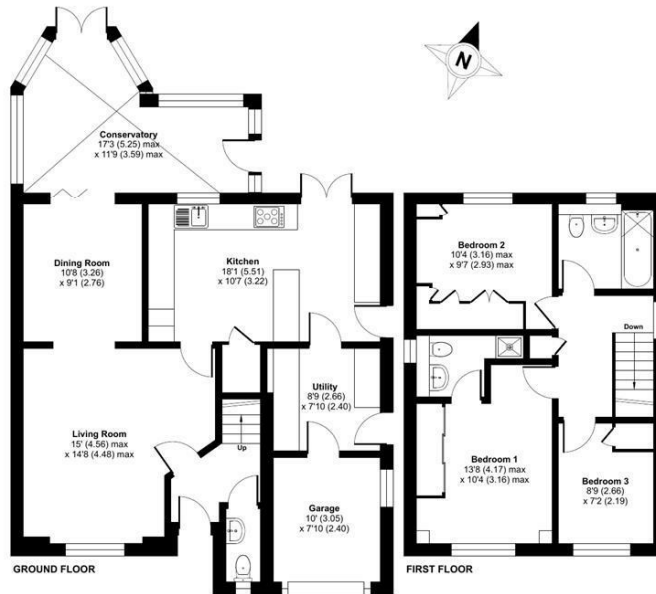 N
Conservatory
17'3 (5.25) max
x 11'9 (3.59) max
Dining Room
10'8 (3.26)
x 9'1 (2.76)
Kitchen
18'1 (5.51)
x 10'7 (3.22)
Utility
8'9 (2.66)
x 7'10 (2.40)
Living Room
15' (4.56) max
x 14'8 (4.48) max
Up
Garage
10' (3.05)
x 7'10 (2.40)
GROUND FLOOR
Bedroom 2
10'4 (3.16) max
x 9'7 (2.93) max
Down
Bedroom 1
13'8 (4.17) max
x 10'4 (3.16) max
Bedroom 3
8'9 (2.66)
x 7'2 (2.19)
FIRST FLOOR